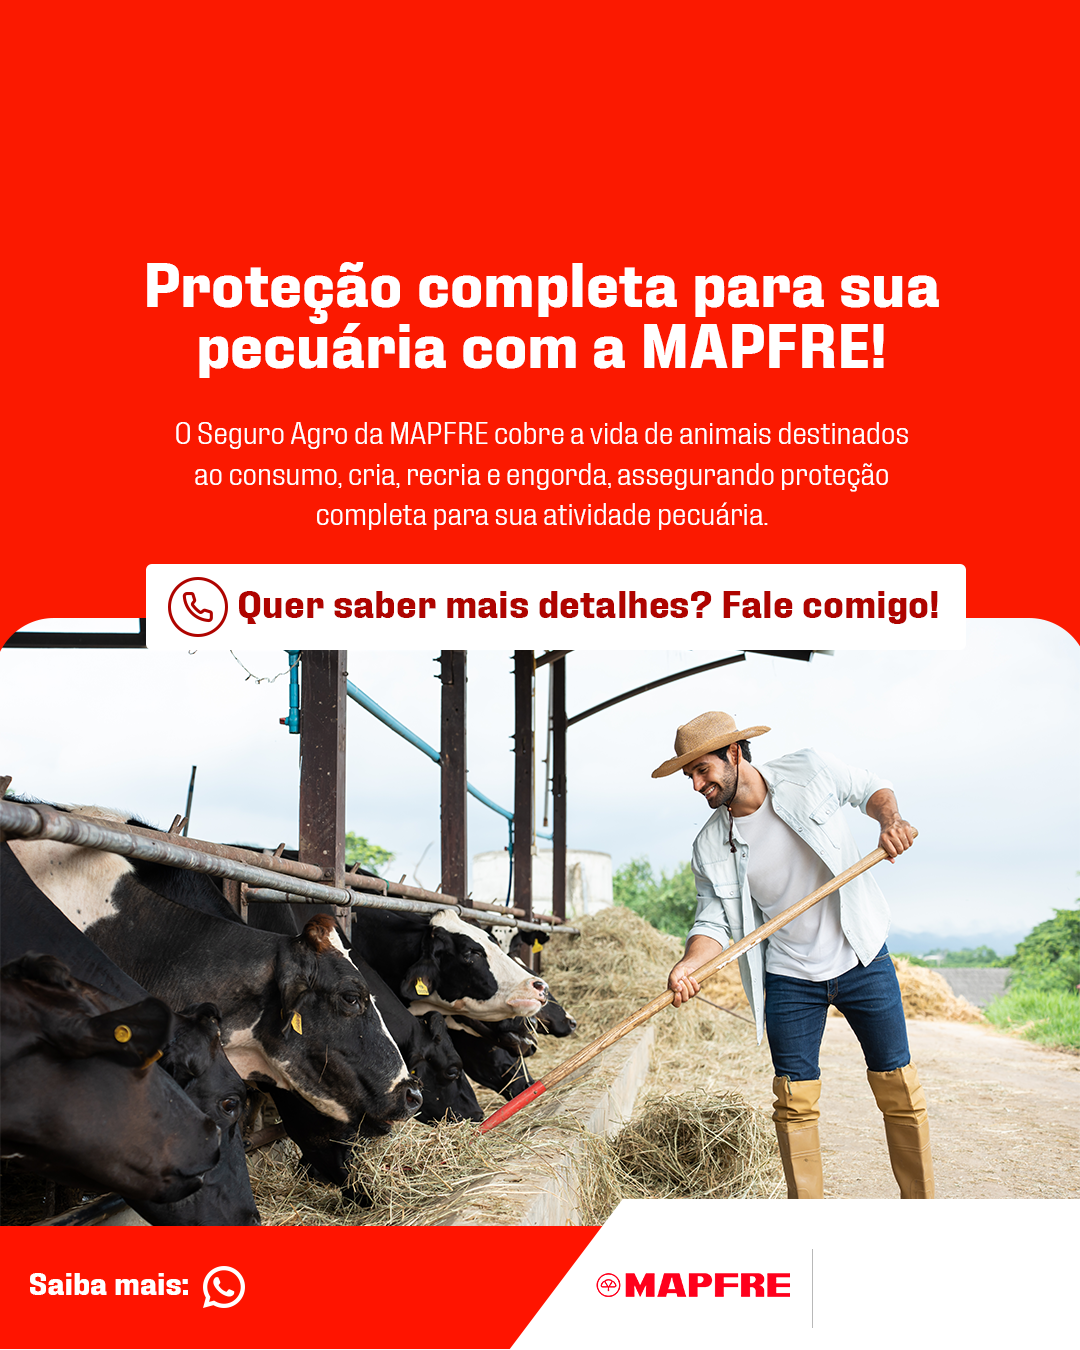 Proteção completa para sua
pecuária com a MAPFRE!
O Seguro Agro da MAPFRE cobre a vida de animais destinados
ao consumo, cria, recria e engorda, assegurando proteção
completa para sua atividade pecuária.
Quer saber mais detalhes? Fale comigo!
Saiba mais:
MAPFRE